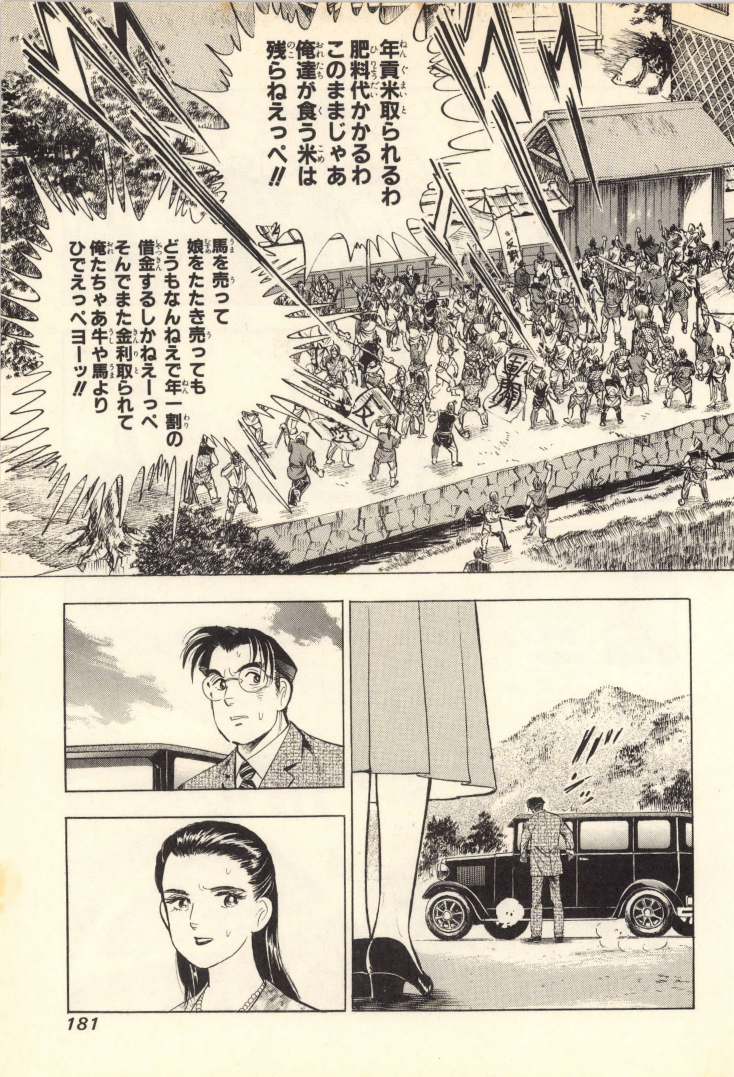 年貢米取られるわ
肥料代かかるわ
このままじゃあ
俺達が食う米は
残らねえっぺ!!
馬を売って
娘をたたき売っても
どうもなんねえで年一割の
借金するしかねえーっぺ
そんでまた金利取られて
俺たちゃあ牛や馬より
ひでえっぺヨーッ!!
181